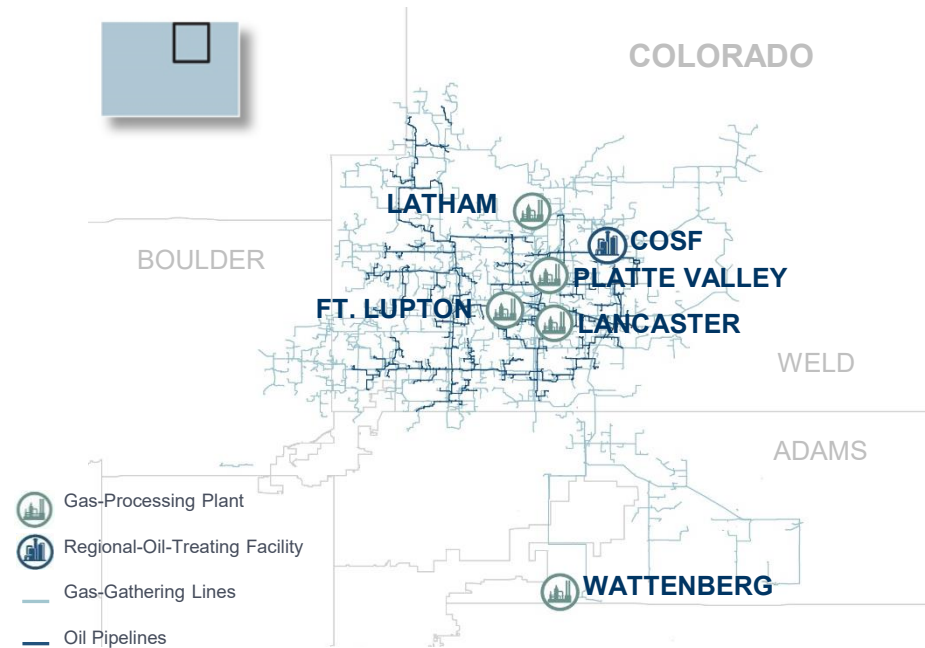 COLORADO
LATHAM
COSF
BOULDER
PLATTE VALLEY
FT. LUPTON
LANCASTER
WELD
ADAMS
Gas-Processing Plant
Regional-Oil-Treating Facility
WATTENBERG
Gas-Gathering Lines
Oil Pipelines